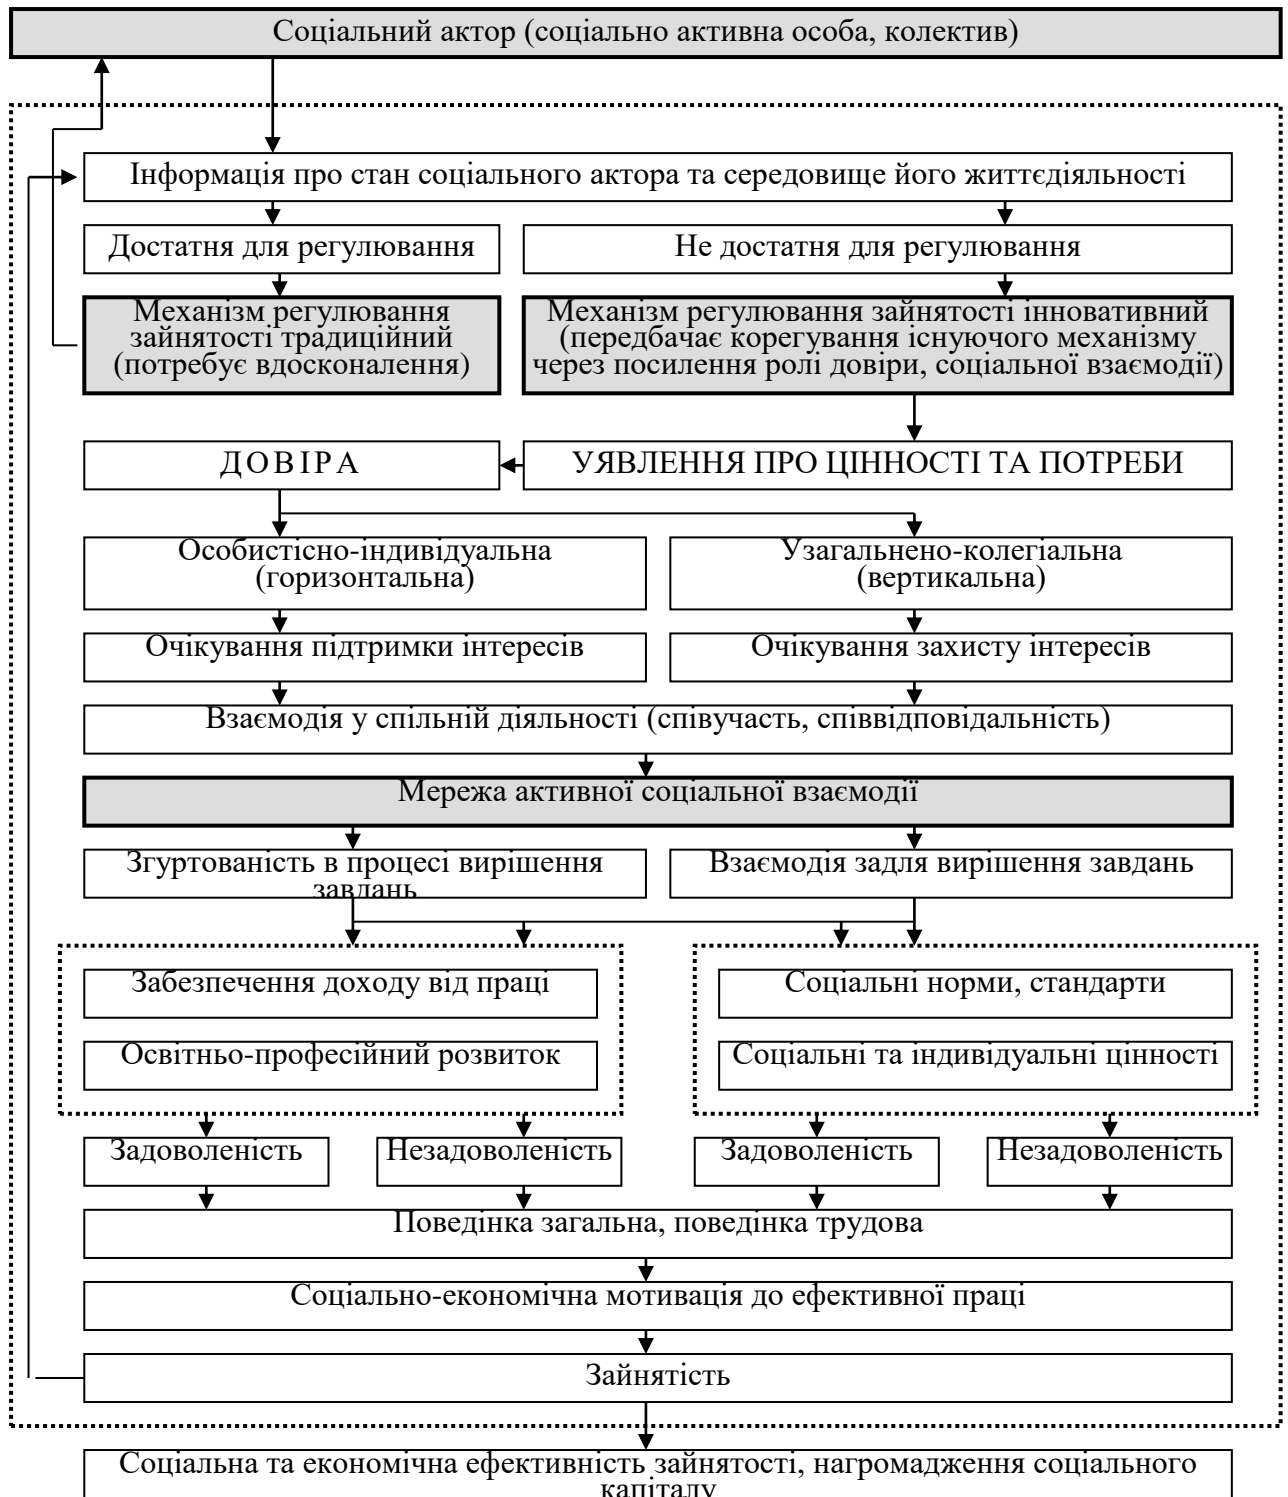 Соціальний актор (соціально активна особа, колектив)
Інформація про стан соціального актора та середовище його життєдіяльності
Достатня для регулювання
Не достатня для регулювання
Механізм регулювання
зайнятості традиційний
(потребує вдосконалення)
Механізм регулювання зайнятості інноватиивний
(передбачає корегування існуючого механізму
через посилення ролі довіри, соціальної взаємодії)
ДОВІРА
УЯВЛЕННЯ ПРО ЦІННОСТІ ТА ПОТРЕБИ
Особистісно-індивідуальна
(горизонтальна)
Узагальнено-колегіальна
(вертикальна)
Очікування підтримки інтересів
Очікування захисту інтересів
Взаємодія у спільній діяльності (співучасть, співвідповідальність)
Мережа активної соціальної взаємодії
Згуртованість в процесі вирішення
завдань
Взаємодія задля вирішення завдань
Забезпечення доходу від праці
Освітньо-професійний розвиток
Соціальні норми, стандарти
Соціальні та індивідуальні цінності
Задоволеність
Незадоволеність
Задоволеність
Незадоволеність
Поведінка загальна, поведінка трудова
Соціально-економічна мотивація до ефективної праці
Зайнятість
Соціальна та економічна ефективність зайнятості, нагромадження соціального
капіталу